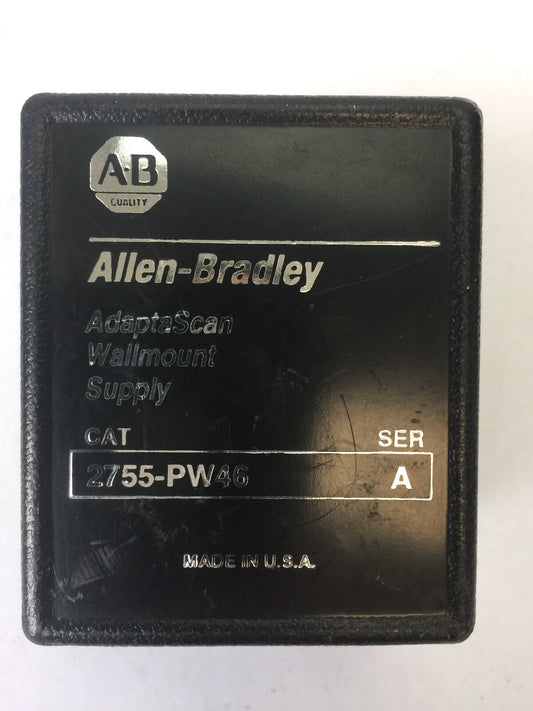 AB
QUALITY
Allen-Bradley
AdaptaScan
Wallmount
Supply
CAT SER
2755-PW46 A
MADE IN U.S.A.